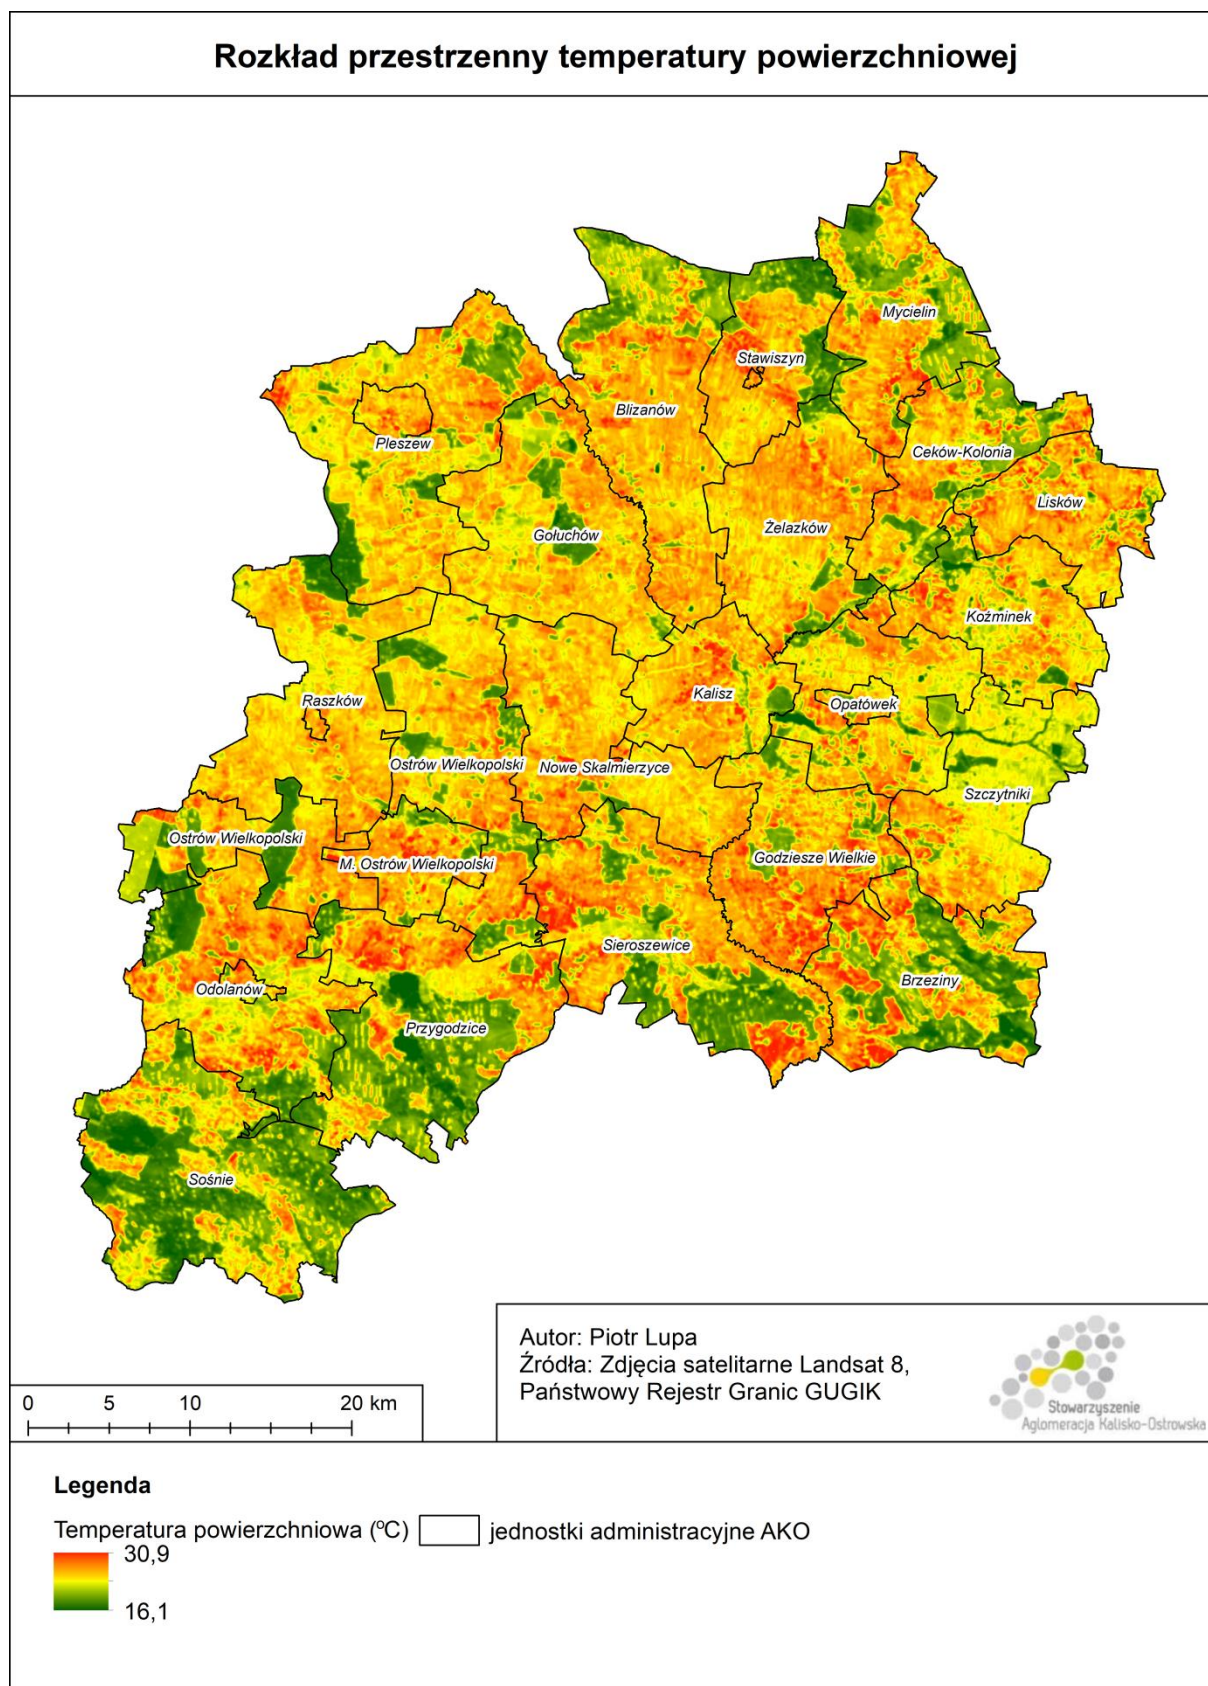 Rozkład przestrzenny temperatury powierzchniowej
Mycielin
Stawiszyn
Blizanów
Pleszew
Ceków-Kolonia
Lisków
Gołuchów
Żelazków
Koźminek
Raszków
Kalisz
Opatówek
Ostrów Wielkopolski
Nowe Skalmierzyce
Szczytniki
Ostrów Wielkopolski
M. Ostrów Wielkopolski
Godziesze Wielkie
Sieroszewice
Brzeziny
Odolanów
Przygodzice
Sośnie
Autor: Piotr Lupa
Źródła: Zdjęcia satelitarne Landsat 8,
Państwowy Rejestr Granic GUGIK
Stowarzyszenie
Aglomeracja Kalisko-Ostrowska
0 5 10 20 km
Legenda
Temperatura powierzchniowa (ºC) jednostki administracyjne AKO
30,9
16,1